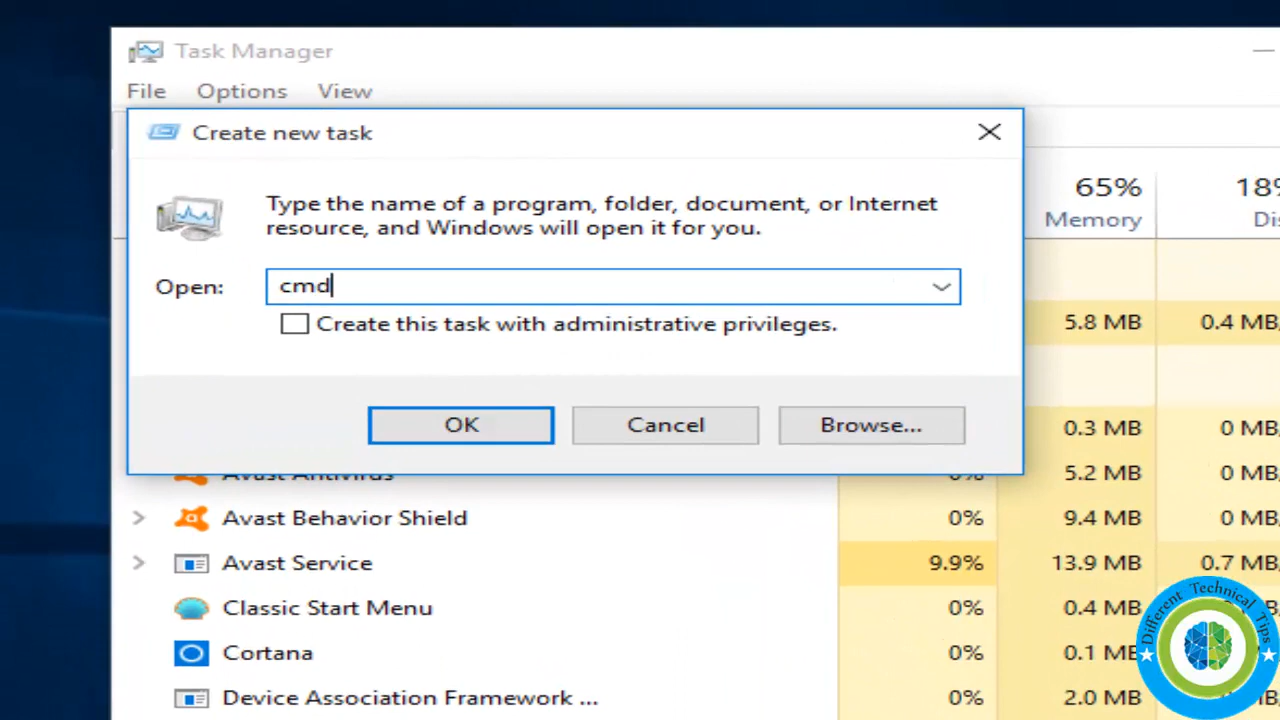 Task Manager
File Options View
Create new task
Type the name of a program, folder, document, or Internet
resource, and Windows will open it for you.
Open: cmd
Create this task with administrative privileges.
OK Cancel Browse...
65% 18%
Memory
5.8 MB 0.4 MB
0.3 MB 0 MB
Avast Antivirus 0% 5.2 MB 0 MB
Avast Behavior Shield 0% 9.4 MB 0 MB
Avast Service 9.9% 13.9 MB 0.7 MB
Classic Start Menu 0% 0.4 MB
Cortana 0% 0.1 MB
Device Association Framework ... 0% 2.0 MB
Different Technical Tips